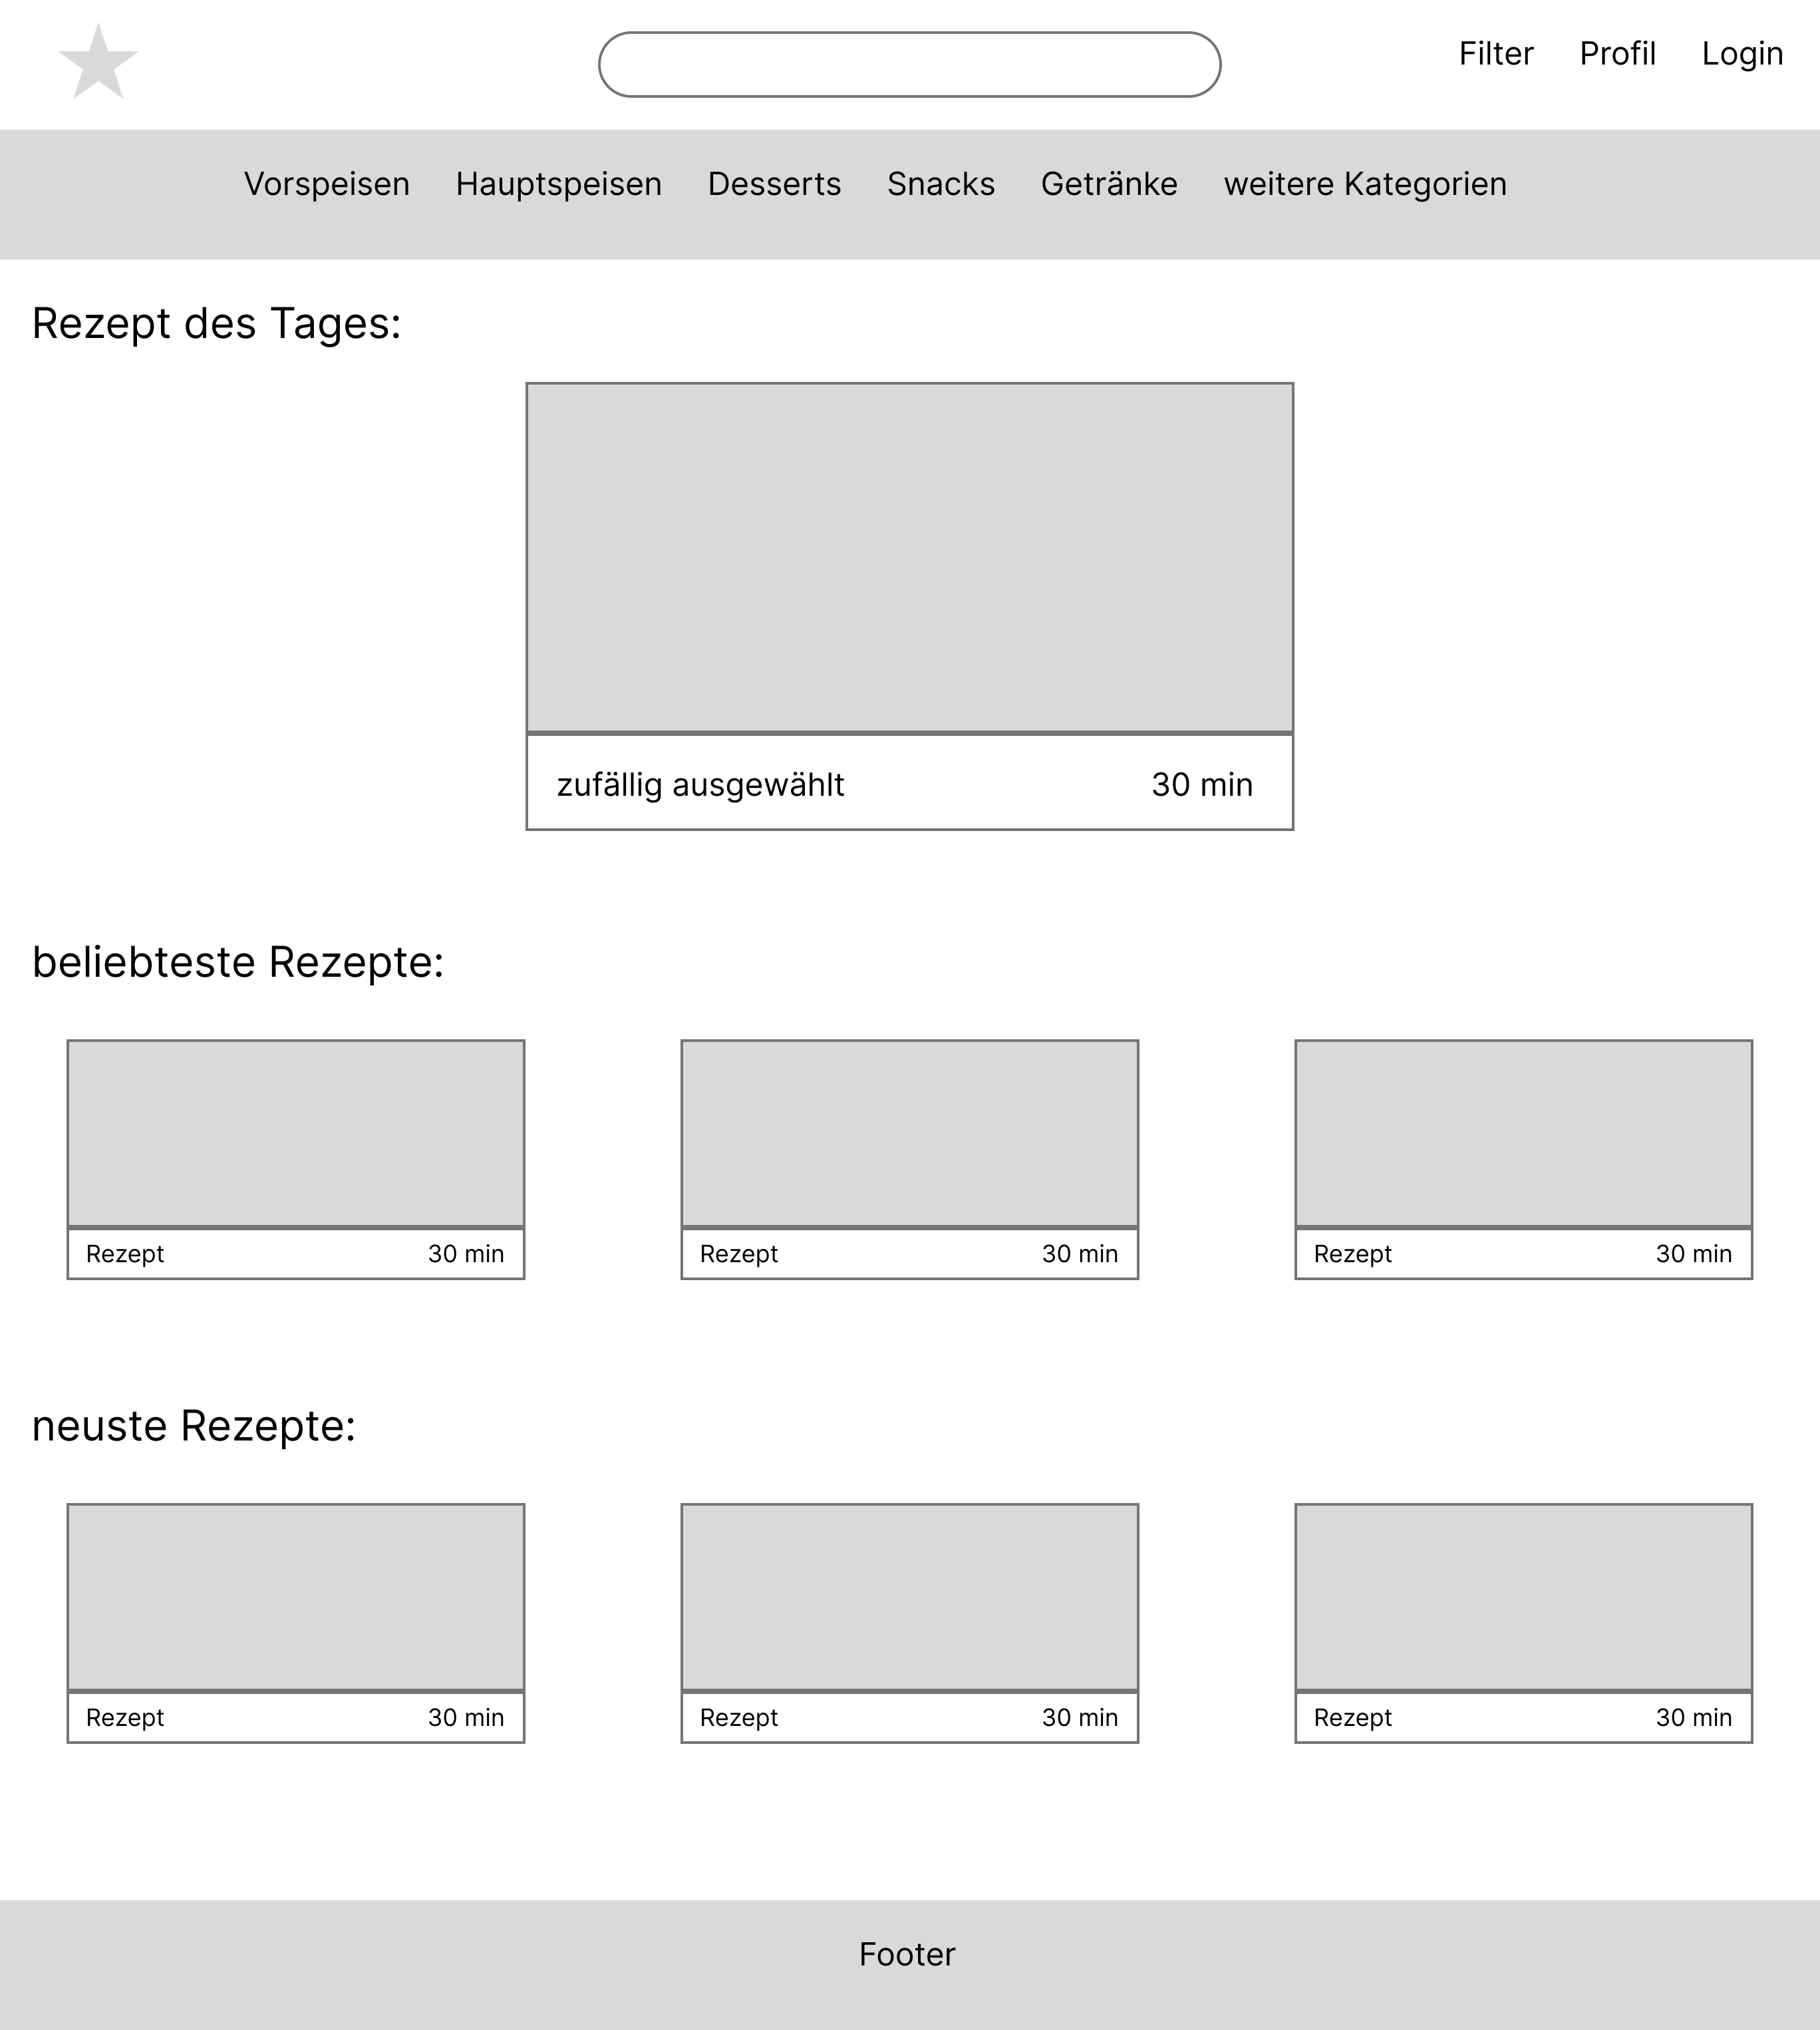 Filter Profil Login
Vorspeisen Hauptspeisen Desserts Snacks Getränke weitere Kategorien
Rezept des Tages:
zufällig ausgewählt 30 min
beliebteste Rezepte:
Rezept 30 min Rezept 30 min Rezept 30 min
neuste Rezepte:
Rezept 30 min Rezept 30 min Rezept 30 min
Footer